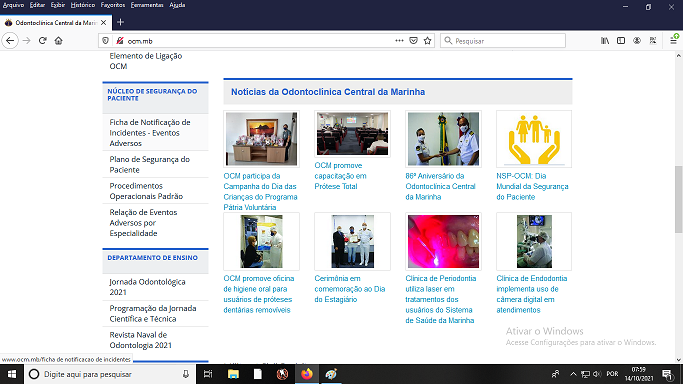 Arquivo Editar Exibir Histórico Favoritos Ferramentas Ajuda
Odontoclínica Central da Marinh
ocm.mb
Pesquisar
Elemento de Ligação
OCM
NÚCLEO DE SEGURANÇA DO
PACIENTE
Ficha de Notificação de
Incidentes - Eventos
Adversos
Plano de Segurança do
Paciente
Procedimentos
Operacionais Padrão
Relação de Eventos
Adversos por
Especialidade
DEPARTAMENTO DE ENSINO
Jornada Odontológica
2021
Programação da Jornada
Científica e Técnica
Revista Naval de
Odontologia 2021
Notícias da Odontoclínica Central da Marinha
OCM participa da
Campanha do Dia das
Crianças do Programa
Pátria Voluntária
OCM promove
capacitação em
Prótese Total
86º Aniversário da
Odontoclínica Central
da Marinha
NSP-OCM: Dia
Mundial da Segurança
do Paciente
OCM promove oficina
de higiene oral para
usuários de próteses
dentárias removíveis
Cerimônia em
comemoração ao Dia
do Estagiário
Clínica de Periodontia
utiliza laser em
tratamentos dos
usuários do Sistema
de Saúde da Marinha
Clínica de Endodontia
implementa uso de
câmera digital em
atendimentos
Ativar o Windows
Acesse Configurações para ativar o Windows.
www.ocm.mb/ficha de notificacao de incidentes
Digite aqui para pesquisar
POR
07:59
14/10/2021